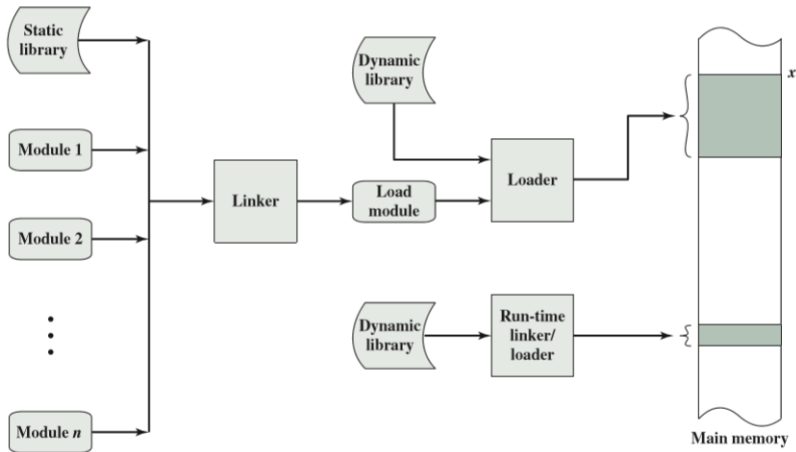 Static
library
Module 1
Module 2
Module n
Linker
Dynamic
library
Load
module
Loader
Dynamic
library
Run-time
linker/
loader
x
Main memory